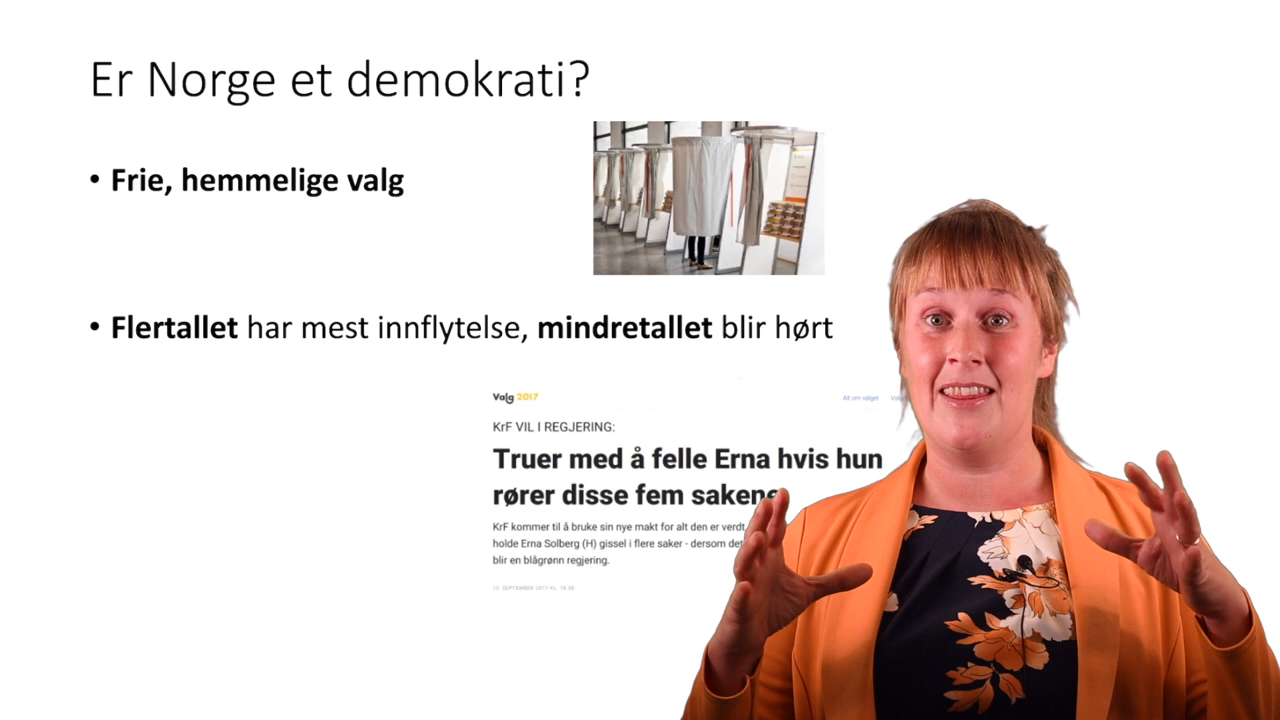 Er Norge et demokrati?
• Frie, hemmelige valg
• Flertallet har mest innflytelse, mindretallet blir hørt
Valg 2017
Alt om valget
KrF VIL I REGJERING:
Truer med å felle Erna hvis hun
rører disse fem sakene
KrF kommer til å bruke sin nye makt for alt den er verdt,
holde Erna Solberg (H) gissel i flere saker - dersom det
blir en blågrønn regjering.